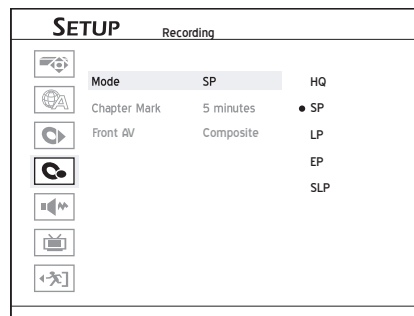 SETUP Recording
Mode SP HQ
Chapter Mark 5 minutes SP
Front AV Composite LP
EP
SLP